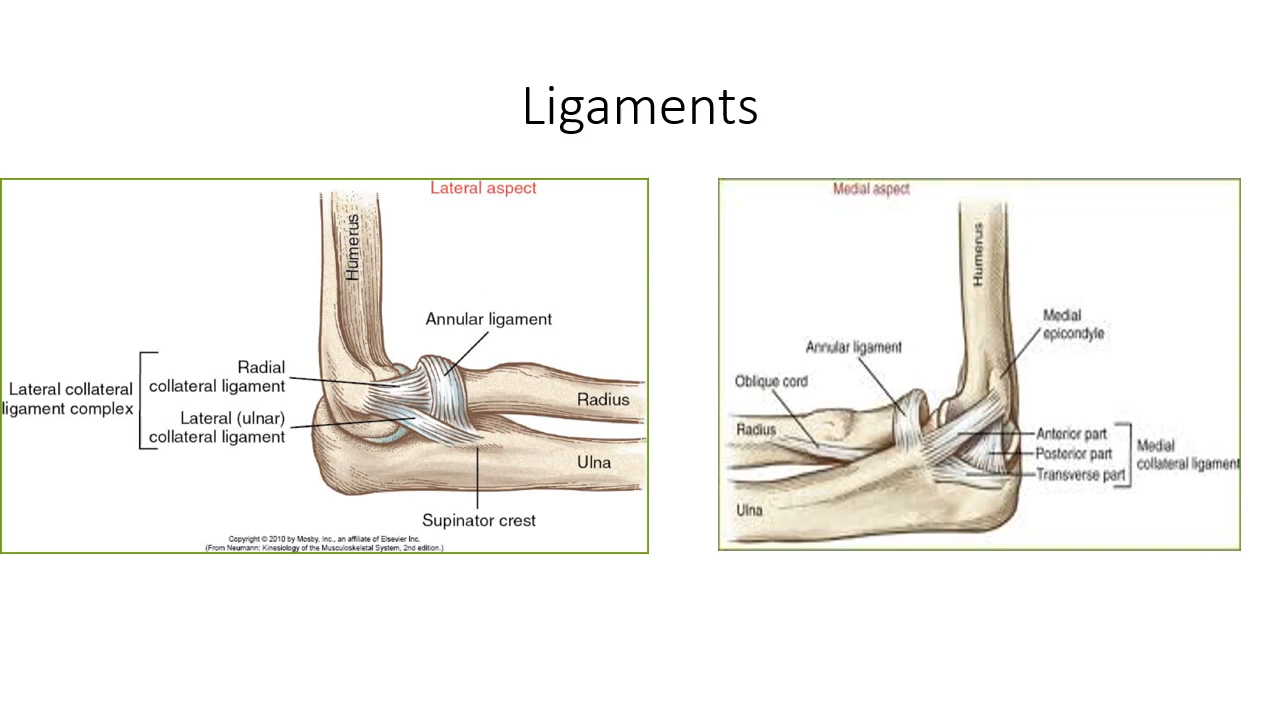 Ligaments
Lateral aspect
Humerus
Annular ligament
Radial
collateral ligament
Lateral collateral
ligament complex
Lateral (ulnar)
collateral ligament
Radius
Ulna
Supinator crest
Copyright © 2010 by Mosby, Inc., an affiliate of Elsevier Inc.
(From Neumann: Kinesiology of the Musculoskeletal System, 2nd edition.)
Medial aspect
Humerus
Medial
epicondyle
Annular ligament
Oblique cord
Radius
Anterior part
Posterior part
Transverse part
Medial
collateral ligament
Ulna